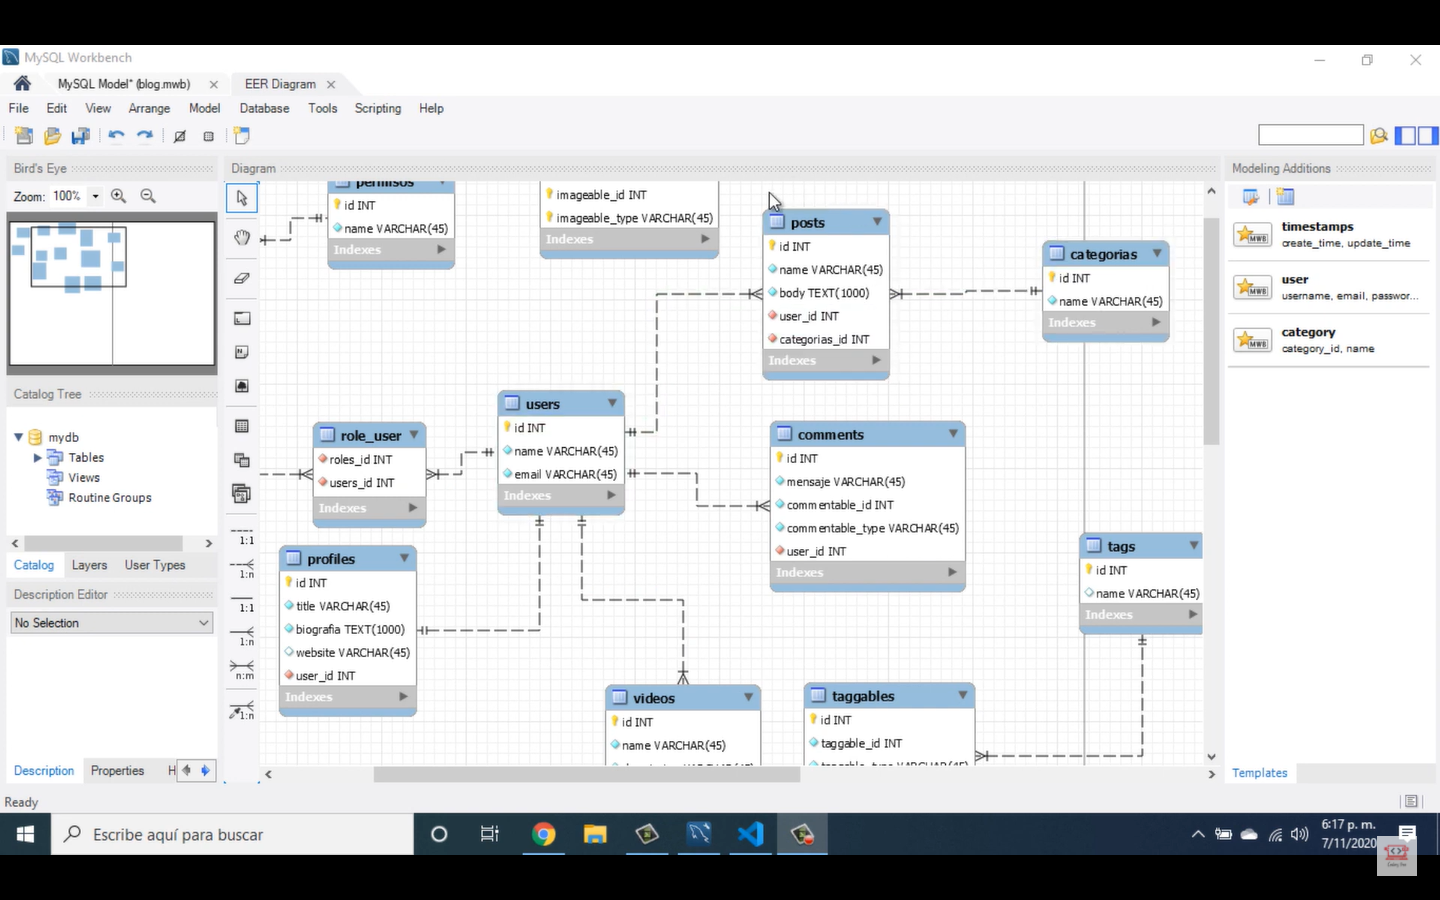 MySQL Workbench
MySQL Model* (blog.mwb)
EER Diagram
File Edit View Arrange Model Database Tools Scripting Help
Bird's Eye
Zoom: 100%
Catalog Tree
mydb
Tables
Views
Routine Groups
Catalog Layers User Types
Description Editor
No Selection
Description Properties H
Ready
1:1
1:n
1:1
1:n
n:m
1:n
Diagram
permisos
id INT
name VARCHAR(45)
Indexes
imageable_id INT
imageable_type VARCHAR(45)
Indexes
posts
id INT
name VARCHAR(45)
body TEXT(1000)
user_id INT
categorias_id INT
Indexes
categorias
id INT
name VARCHAR(45)
Indexes
users
id INT
name VARCHAR(45)
email VARCHAR(45)
Indexes
role_user
roles_id INT
users_id INT
Indexes
comments
id INT
mensaje VARCHAR(45)
commentable_id INT
commentable_type VARCHAR(45)
user_id INT
Indexes
profiles
id INT
title VARCHAR(45)
biografia TEXT(1000)
website VARCHAR(45)
user_id INT
Indexes
tags
id INT
name VARCHAR(45)
Indexes
videos
id INT
name VARCHAR(45)
taggables
id INT
taggable_id INT
taggable_type VARCHAR(45)
Modeling Additions
timestamps
create_time, update_time
user
username, email, passwor...
category
category_id, name
Templates
Escribe aquí para buscar
6:17 p. m.
7/11/2020